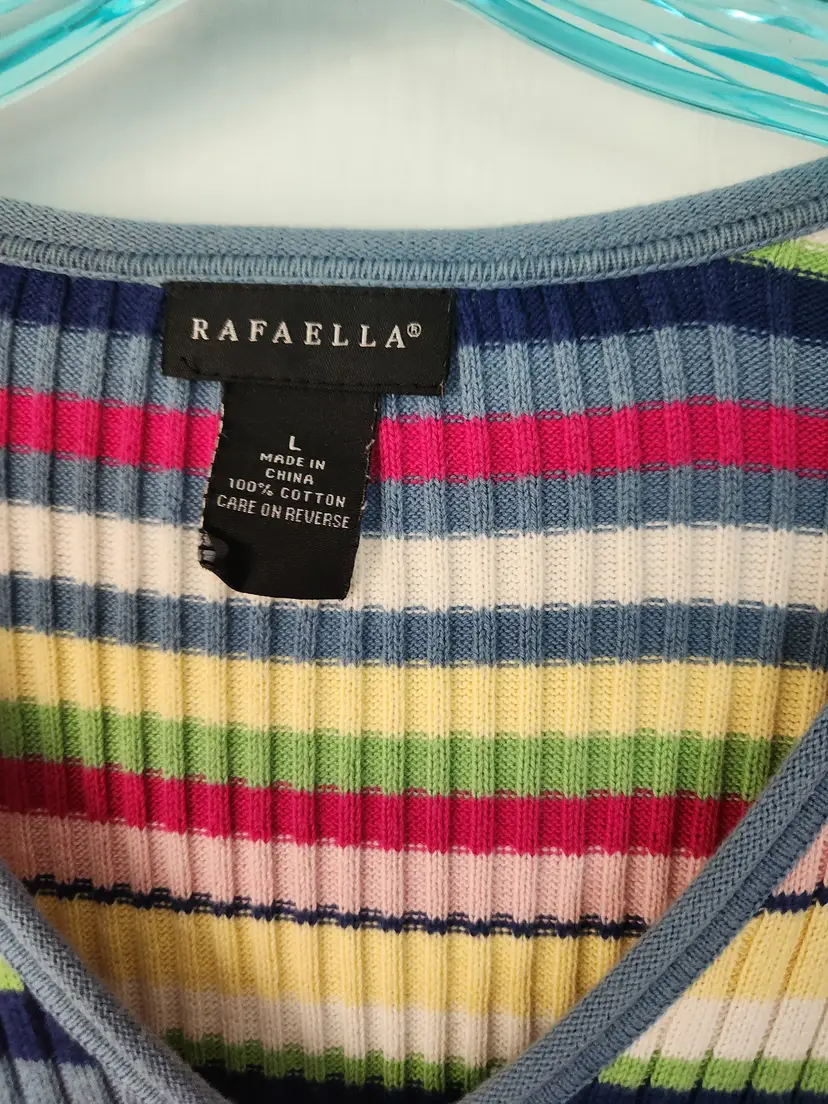 RAFAELLA®
L
MADE IN
CHINA
100% COTTON
CARE ON REVERSE